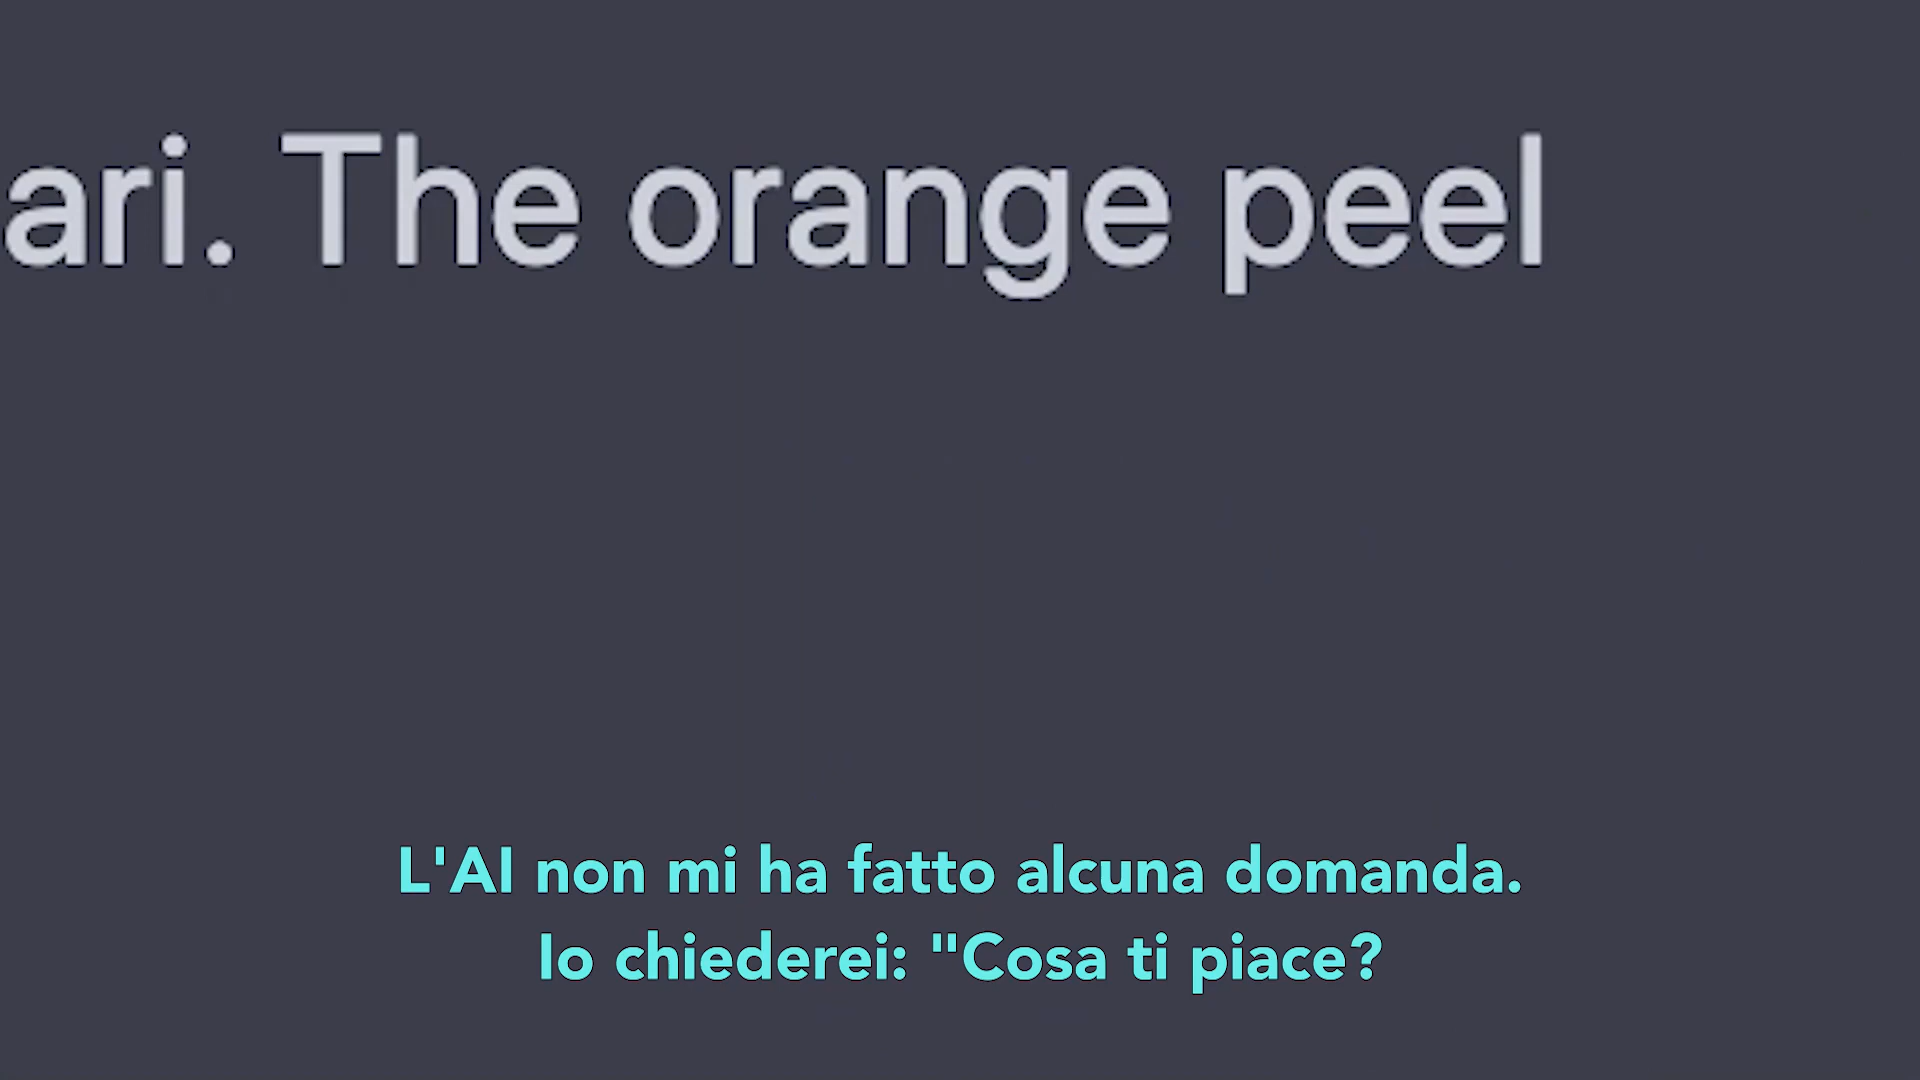 ari. The orange peel
L'AI non mi ha fatto alcuna domanda.
Io chiederei: "Cosa ti piace?